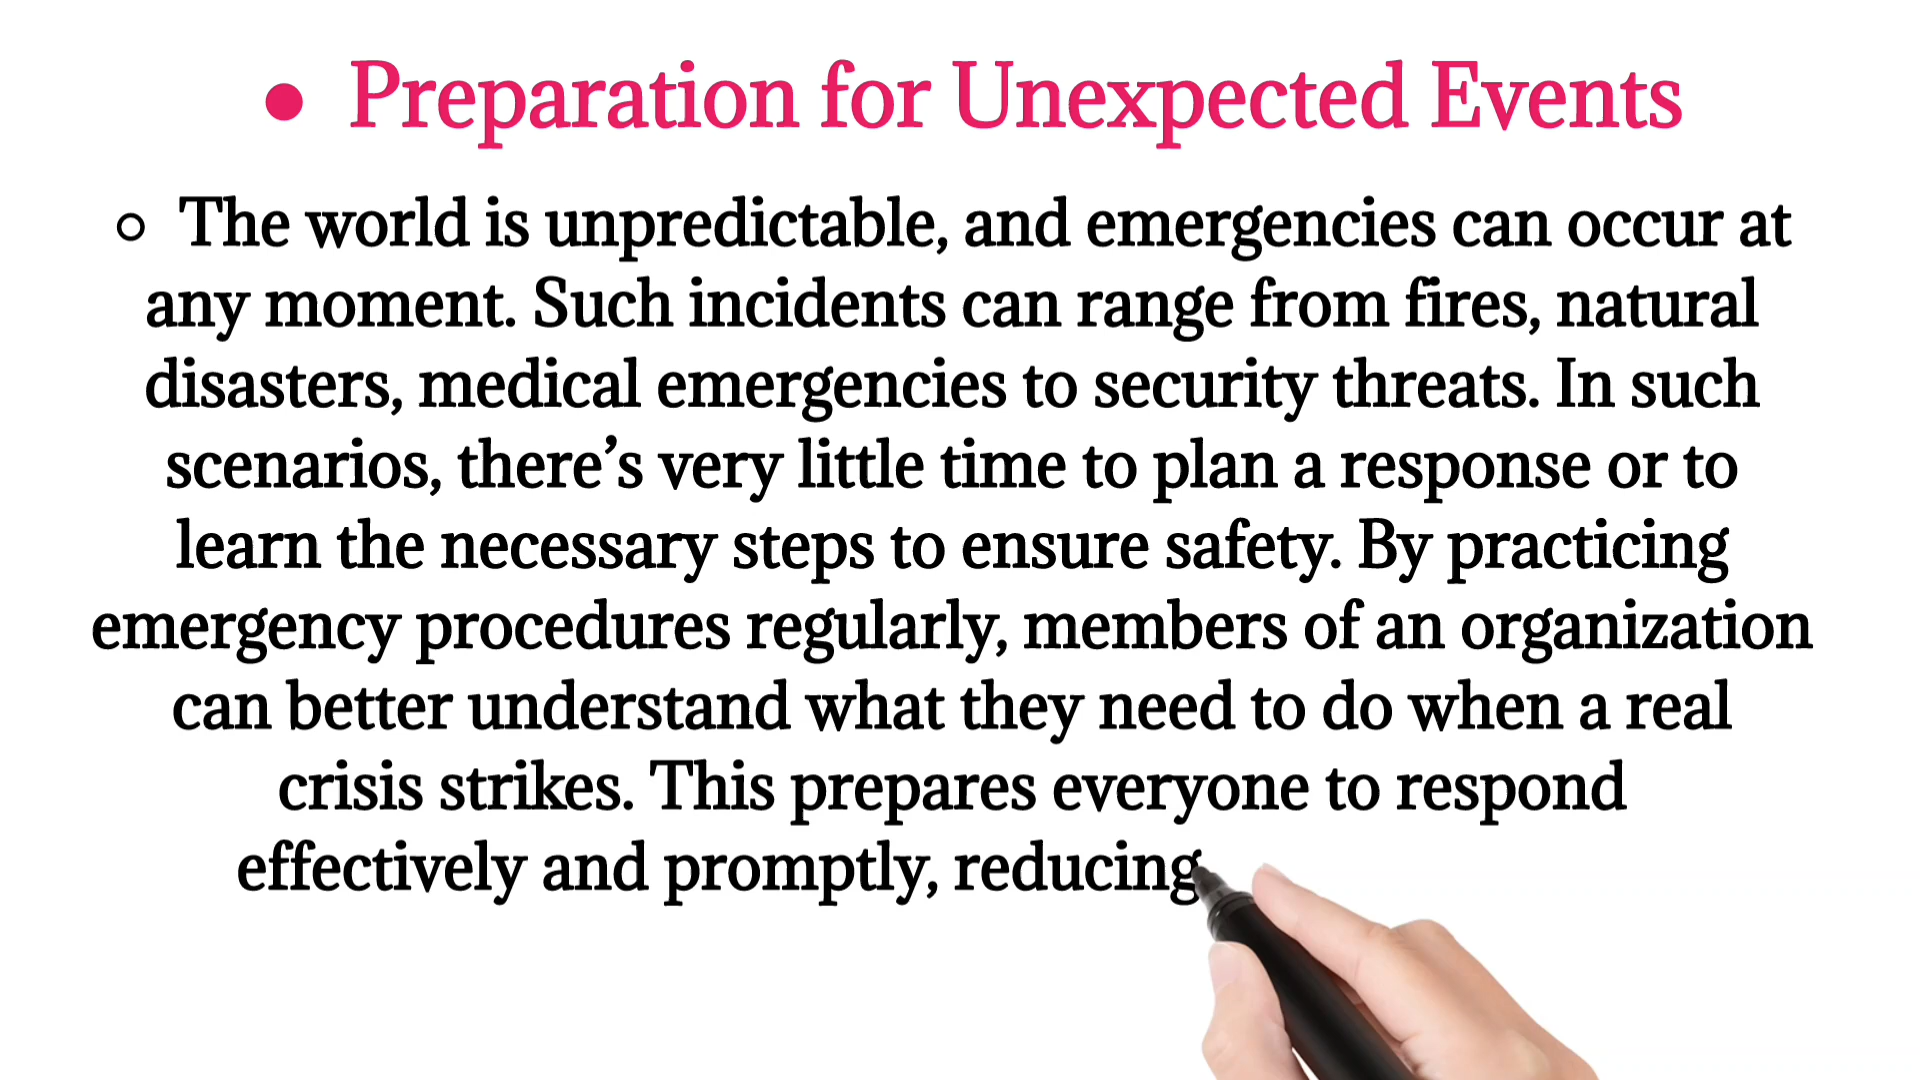 ● Preparation for Unexpected Events
○ The world is unpredictable, and emergencies can occur at
any moment. Such incidents can range from fires, natural
disasters, medical emergencies to security threats. In such
scenarios, there’s very little time to plan a response or to
learn the necessary steps to ensure safety. By practicing
emergency procedures regularly, members of an organization
can better understand what they need to do when a real
crisis strikes. This prepares everyone to respond
effectively and promptly, reducing